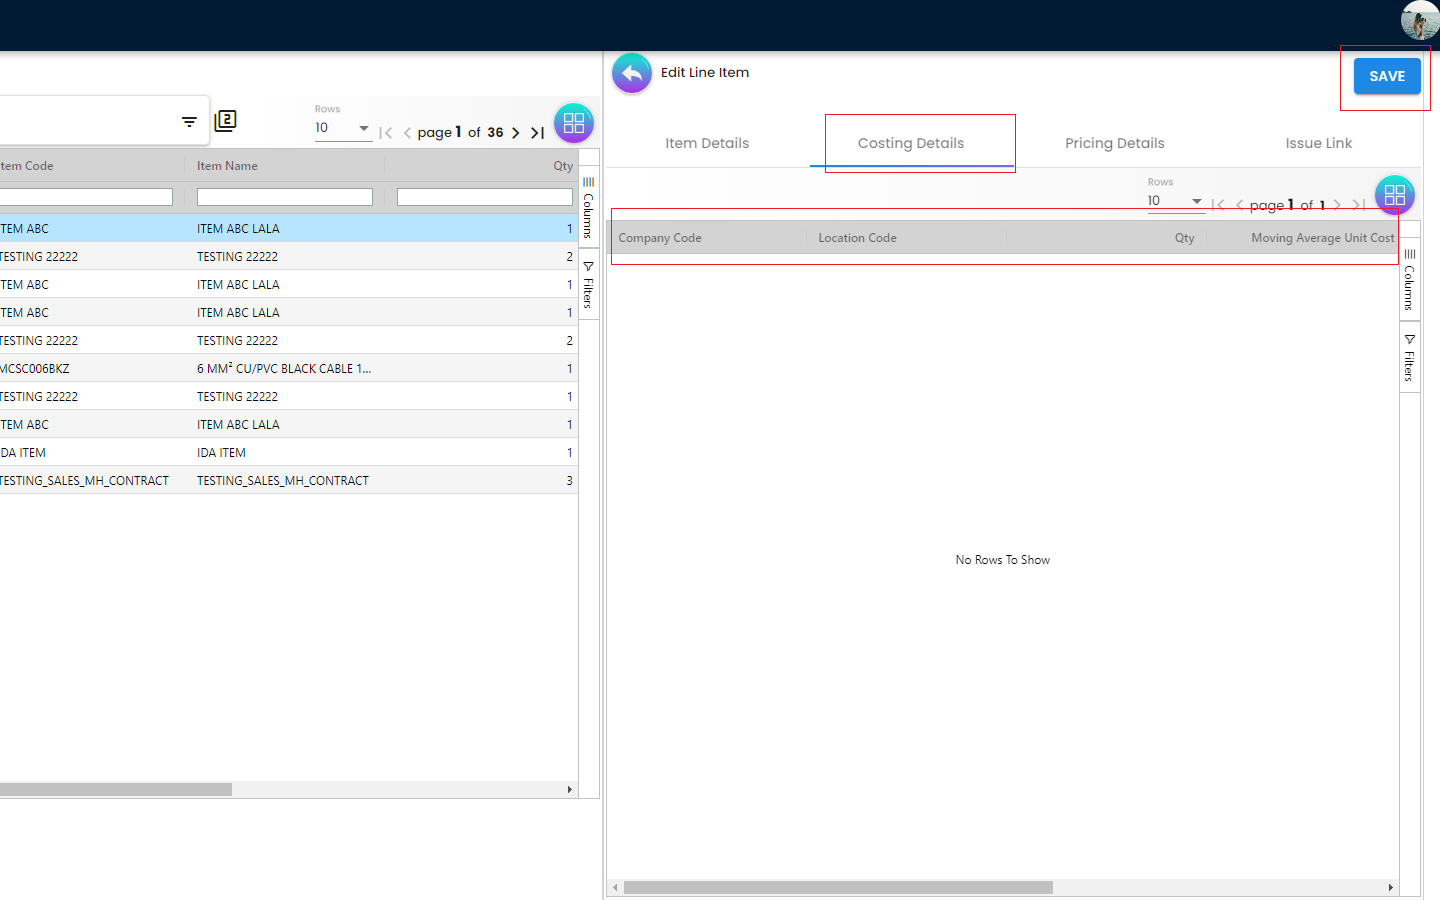 Edit Line Item
SAVE
Rows
10
page 1 of 36
2
Item Details
Costing Details
Pricing Details
Issue Link
tem Code Item Name Qty
TEM ABC ITEM ABC LALA 1
TESTING 22222 TESTING 22222 2
TEM ABC ITEM ABC LALA 1
TEM ABC ITEM ABC LALA 1
TESTING 22222 TESTING 22222 2
MCSC006BKZ 6 MM² CU/PVC BLACK CABLE 1... 1
TESTING 22222 TESTING 22222 1
TEM ABC ITEM ABC LALA 1
DA ITEM IDA ITEM 1
TESTING_SALES_MH_CONTRACT TESTING_SALES_MH_CONTRACT 3
Columns
Filters
Rows
10
page 1 of 1
Company Code Location Code Qty Moving Average Unit Cost
No Rows To Show
Columns
Filters